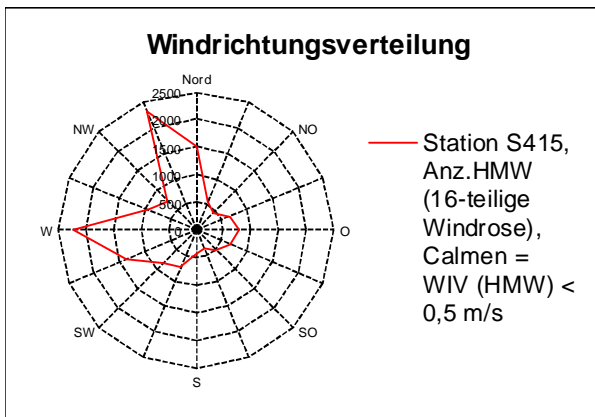 Windrichtungsverteilung
Nord
2500
2000
1500
1000
500
0
NW
NO
W
O
SW
SO
S
Station S415,
Anz.HMW
(16-teilige
Windrose),
Calmen =
WIV (HMW) <
0,5 m/s